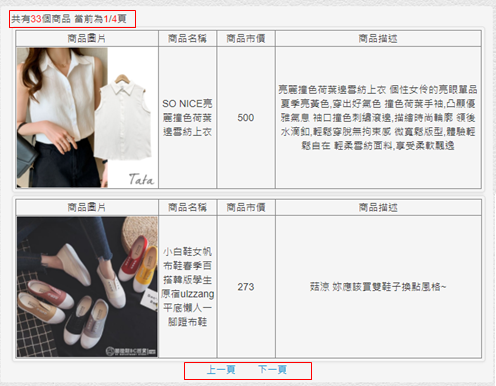 共有33個商品 當前為1/4頁
商品圖片 商品名稱 商品市價 商品描述
SO NICE亮
麗撞色荷葉
邊雪紡上衣
500
亮麗撞色荷葉邊雪紡上衣 個性女伶的亮眼單品
夏季亮黃色,穿出好氣色 撞色荷葉手袖,凸顯優
雅氣息 袖口撞色刺繡滾邊,描繪時尚輪廓 領後
水滴釦,輕鬆穿脫無拘束感 微寬鬆版型,體驗輕
鬆自在 輕柔雪紡面料,享受柔軟飄逸
Tata
商品圖片 商品名稱 商品市價 商品描述
小白鞋女帆
布鞋春季百
搭韓版學生
原宿ulzzang
平底懶人一
腳蹬布鞋
273
菇涼 妳應該買雙鞋子換點風格~
上一頁 下一頁